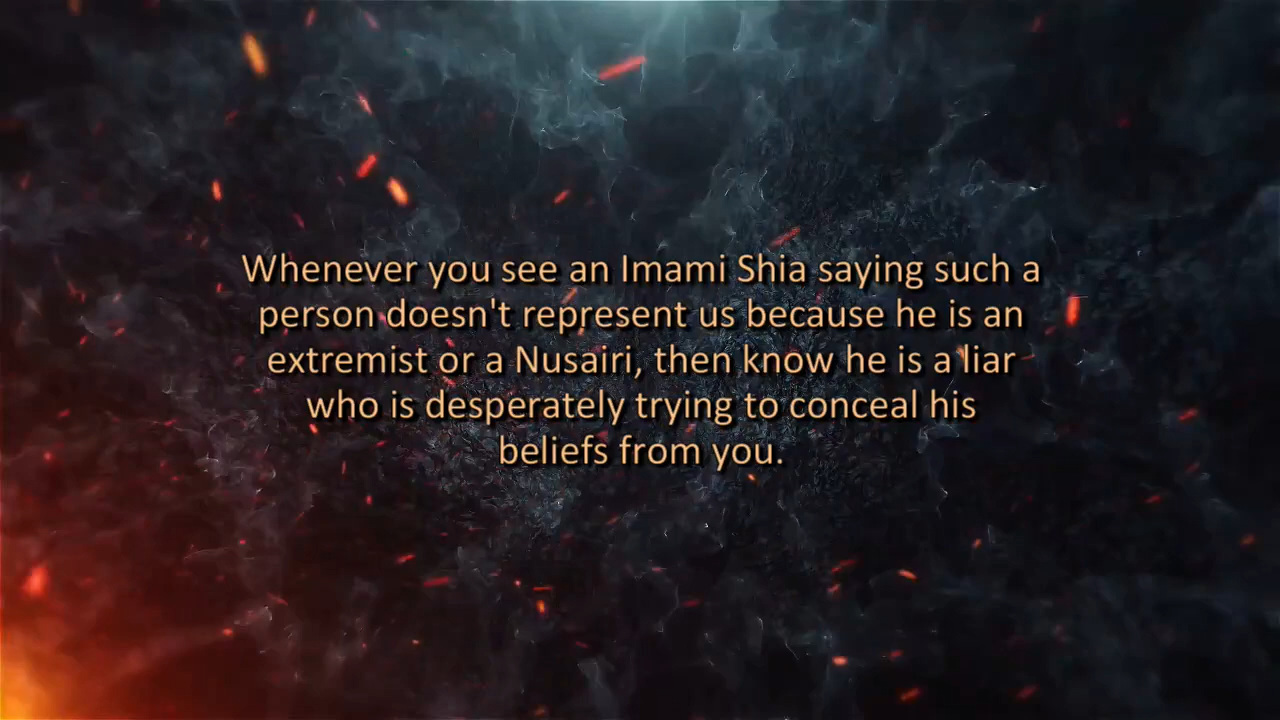 Whenever you see an Imami Shia saying such a
person doesn't represent us because he is an
extremist or a Nusairi, then know he is a liar
who is desperately trying to conceal his
beliefs from you.